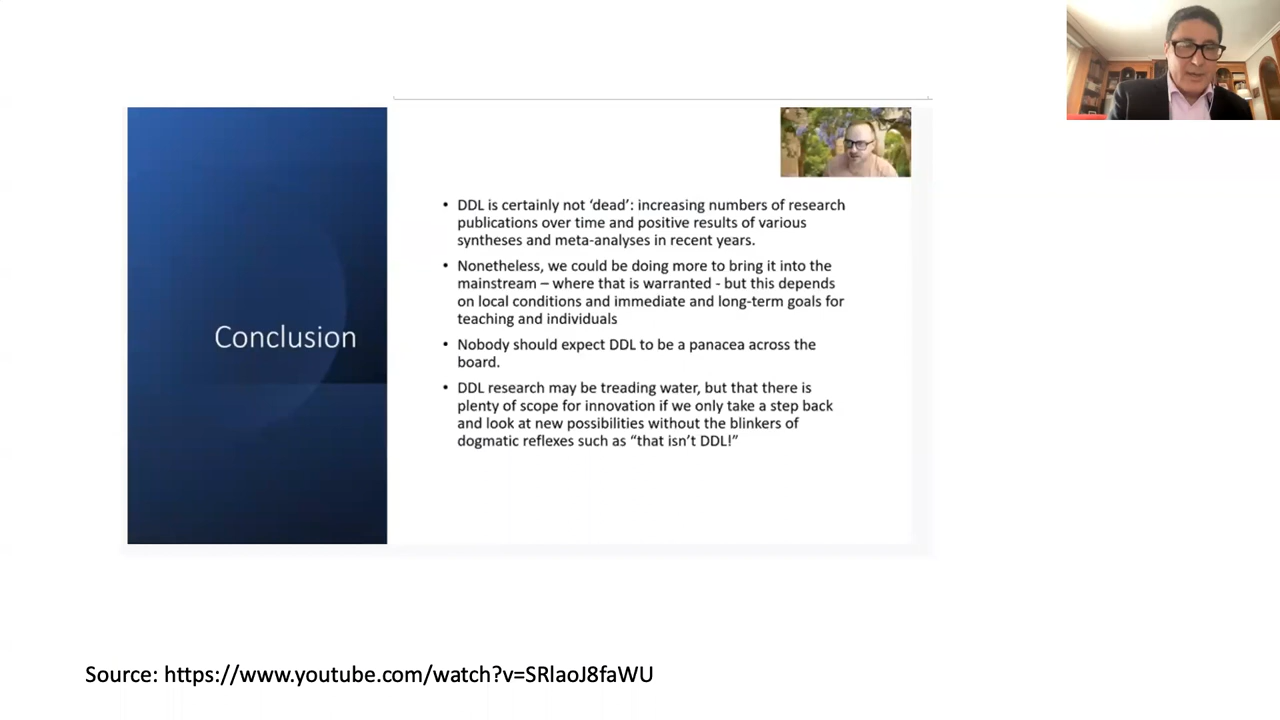 Conclusion
• DDL is certainly not ‘dead’: increasing numbers of research
publications over time and positive results of various
syntheses and meta-analyses in recent years.
• Nonetheless, we could be doing more to bring it into the
mainstream – where that is warranted - but this depends
on local conditions and immediate and long-term goals for
teaching and individuals
• Nobody should expect DDL to be a panacea across the
board.
• DDL research may be treading water, but that there is
plenty of scope for innovation if we only take a step back
and look at new possibilities without the blinkers of
dogmatic reflexes such as “that isn’t DDL!”
Source: https://www.youtube.com/watch?v=SRlaoJ8faWU